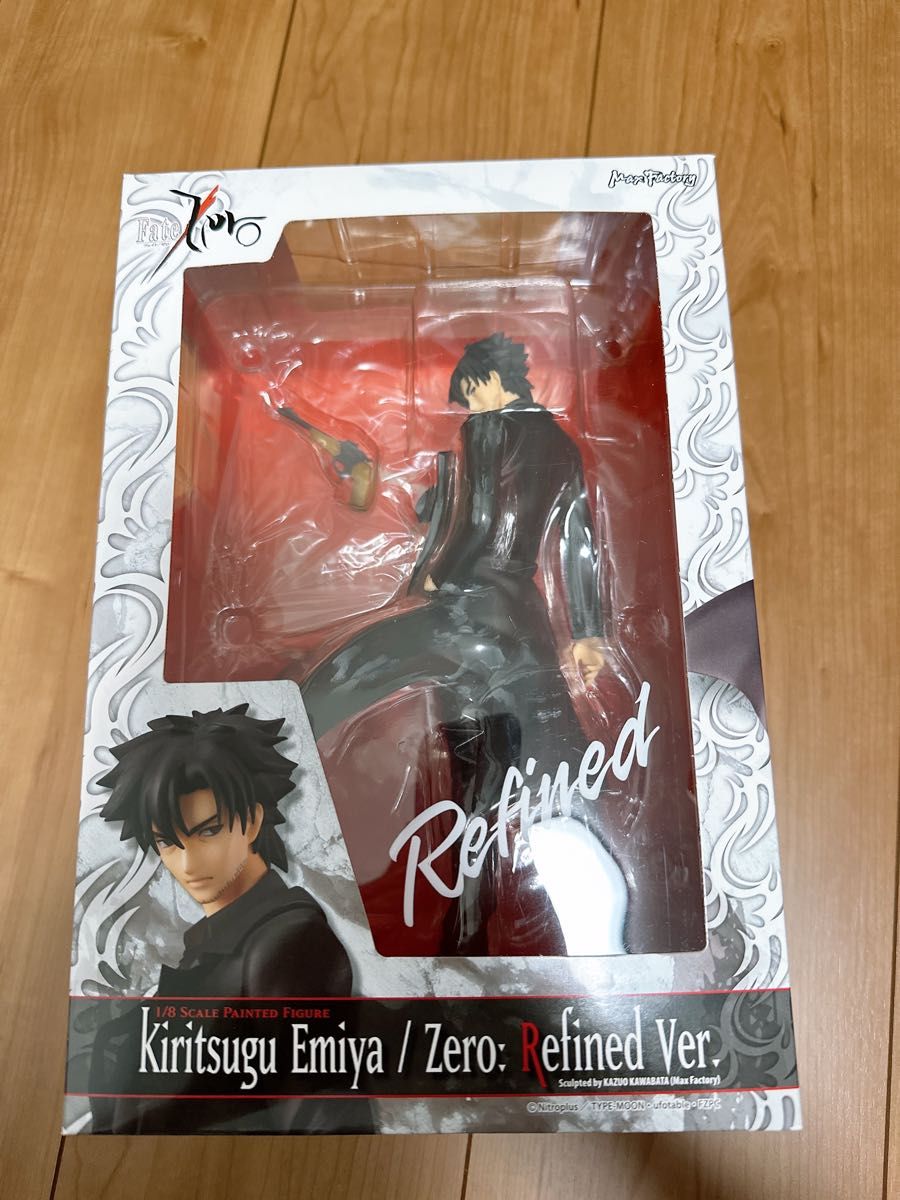 Max Factory
Fate/Zero
Refined
1/8 SCALE PAINTED FIGURE
Kiritsugu Emiya / Zero: Refined Ver.
Sculpted by KAZUO KAWABATA (Max Factory)
©Nitroplus / TYPE-MOON・ufotable・FZPC